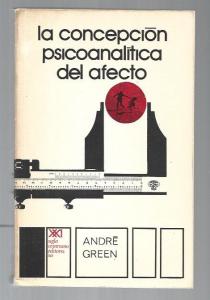 la concepción
psicoanalítica
del afecto
siglo
veintiuno
editores
sa
ANDRÉ
GREEN